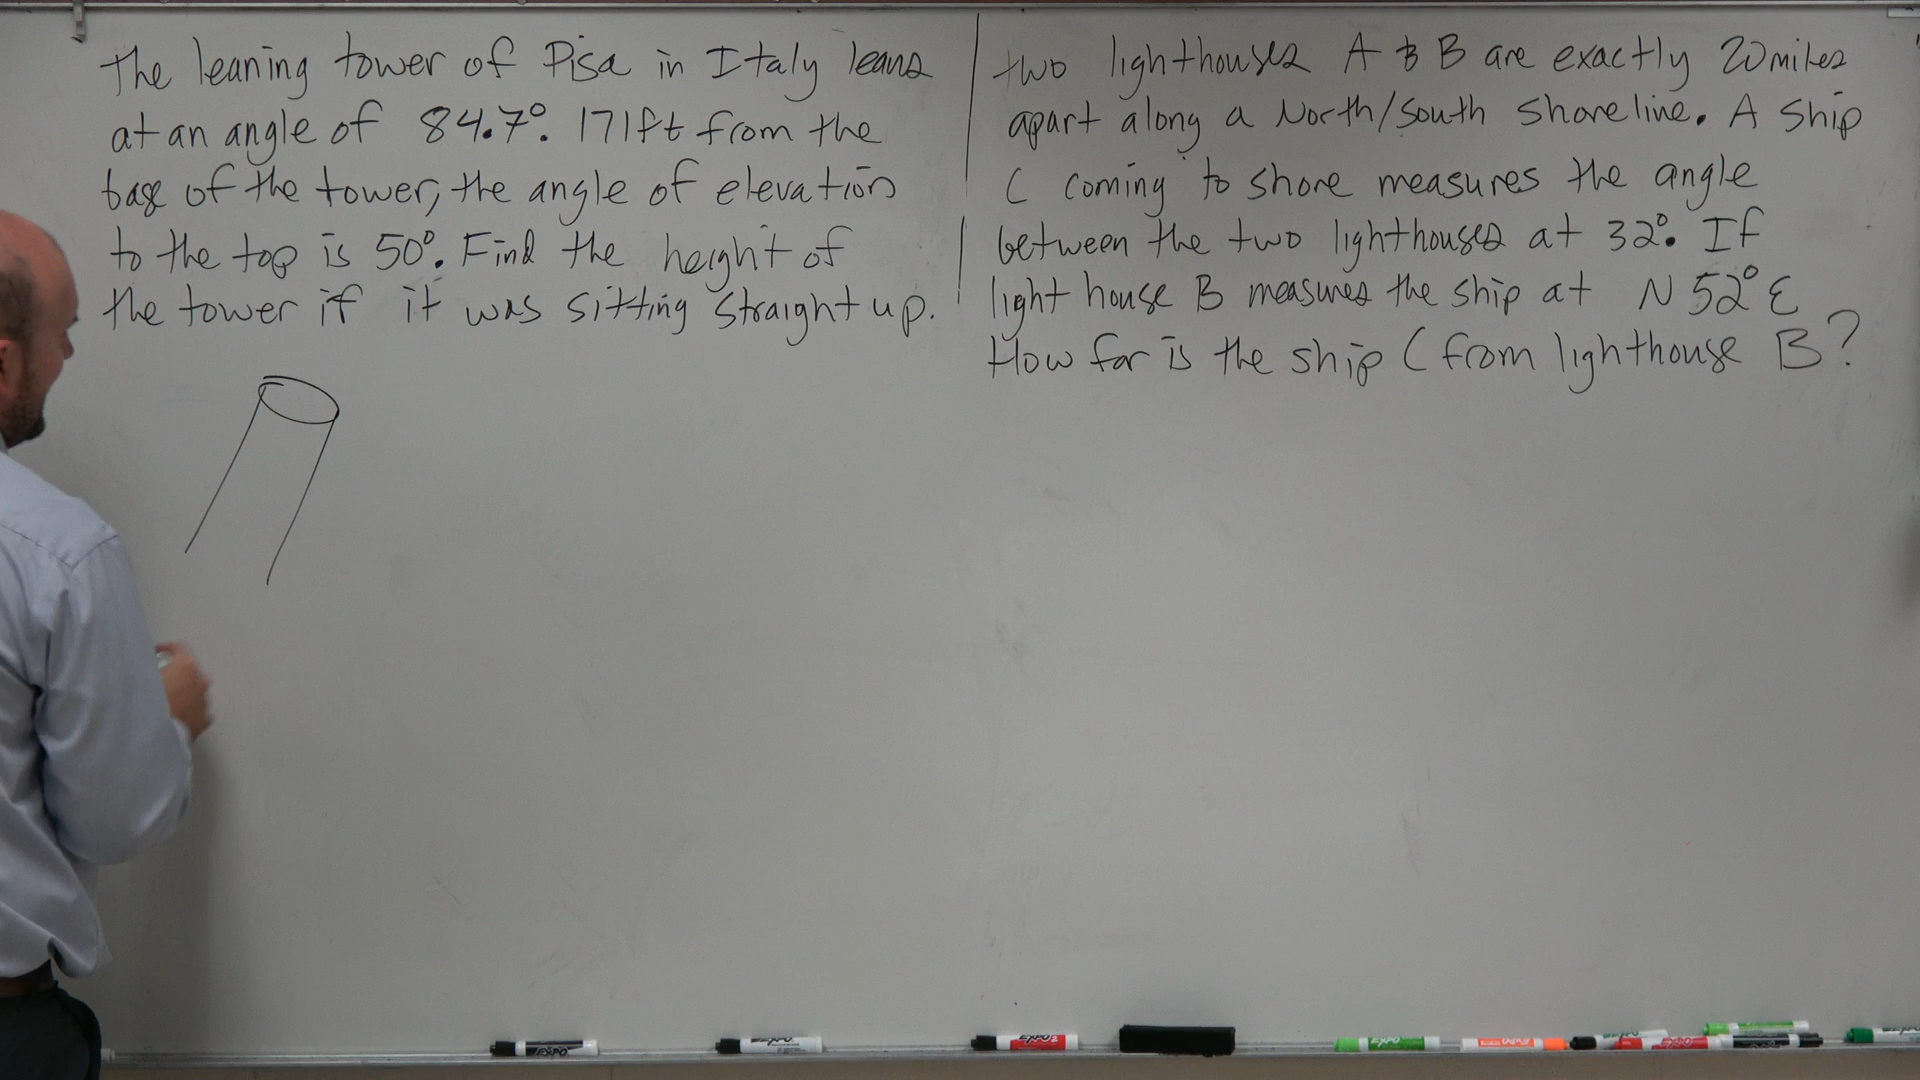 The leaning tower of Pisa in Italy leans
at an angle of 84.7°. 171ft from the
base of the tower, the angle of elevation
to the top is 50°. Find the height of
the tower if it was sitting straight up.
two lighthouses A & B are exactly 20 miles
apart along a North/South shoreline. A ship
C coming to shore measures the angle
between the two lighthouses at 32°. If
light house B measures the ship at N 52° E
How far is the ship C from lighthouse B?
EXPO
EXPO2
EXPO
EXPO